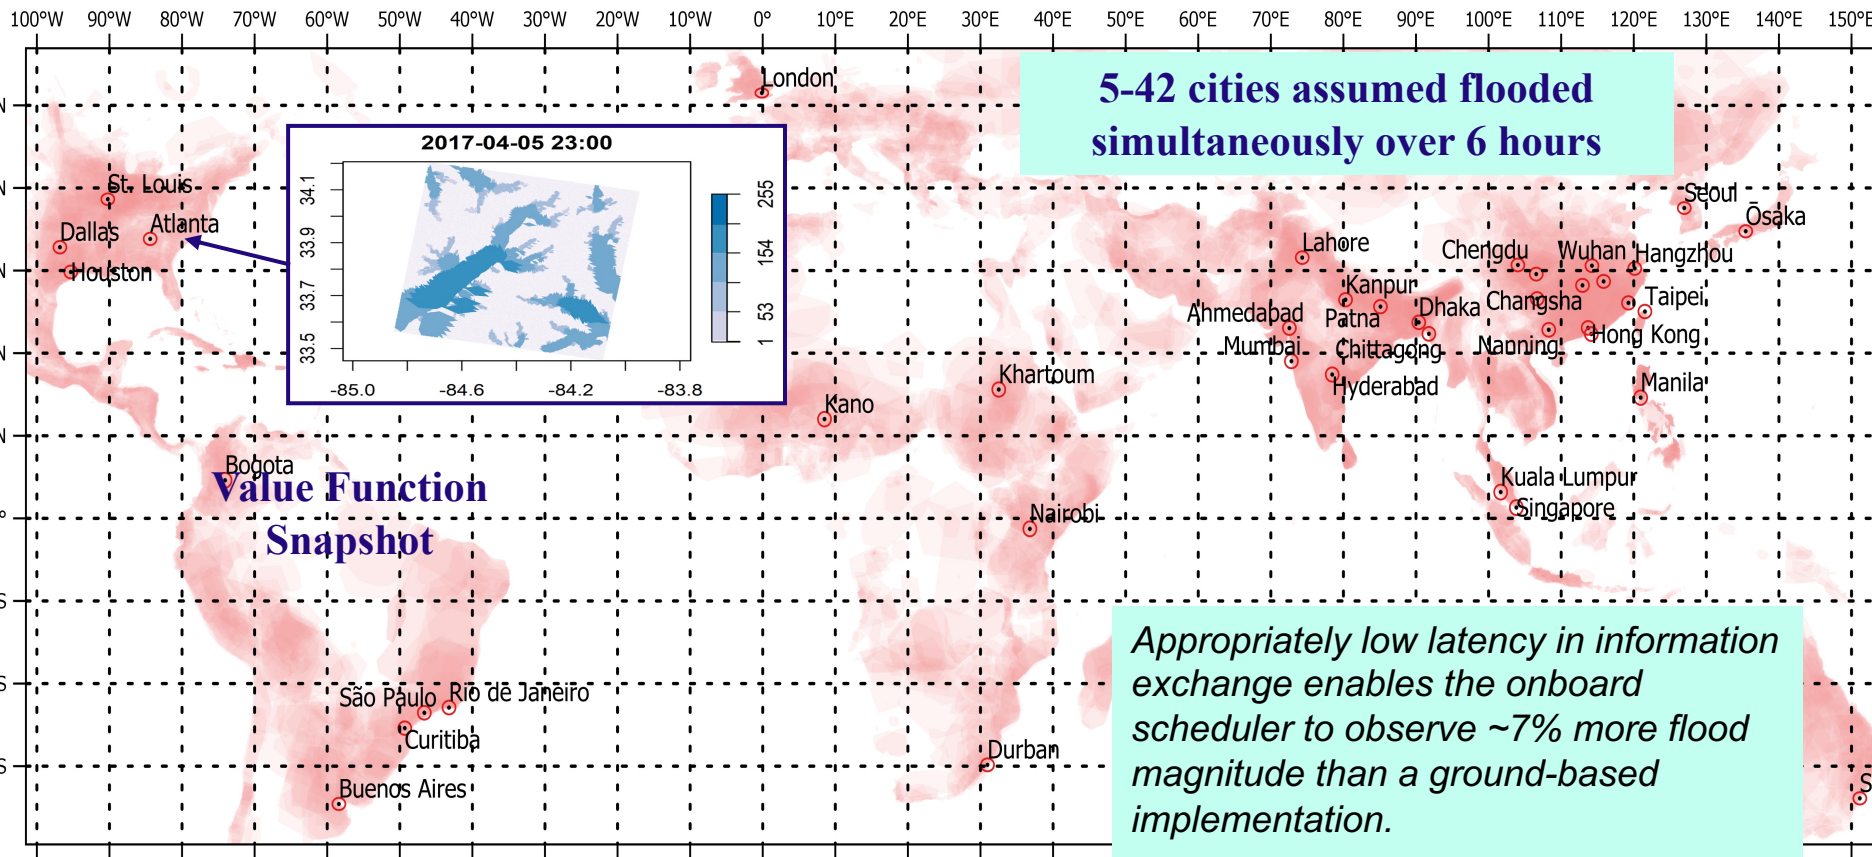 100°W 90°W 80°W 70°W 60°W 50°W 40°W 30°W 20°W 10°W 0° 10°E 20°E 30°E 40°E 50°E 60°E 70°E 80°E 90°E 100°E 110°E 120°E 130°E 140°E 150°E
London
5-42 cities assumed flooded
simultaneously over 6 hours
N
N
N
N
N
°
S
S
S
2017-04-05 23:00
34.1
33.9
33.7
33.5
-85.0 -84.6 -84.2 -83.8
255
154
53
1
St. Louis
Dallas
Atlanta
Houston
Seoul
Ōsaka
Lahore
Chengdu
Wuhan
Hangzhou
Kanpur
Ahmedabad
Patna
Dhaka
Changsha
Taipei
Mumbai
Chittagong
Nanning
Hong Kong
Hyderabad
Khartoum
Manila
Kano
Bogota
Value Function
Snapshot
Kuala Lumpur
Singapore
Nairobi
São Paulo
Rio de Janeiro
Curitiba
Buenos Aires
Durban
S
Appropriately low latency in information
exchange enables the onboard
scheduler to observe ~7% more flood
magnitude than a ground-based
implementation.